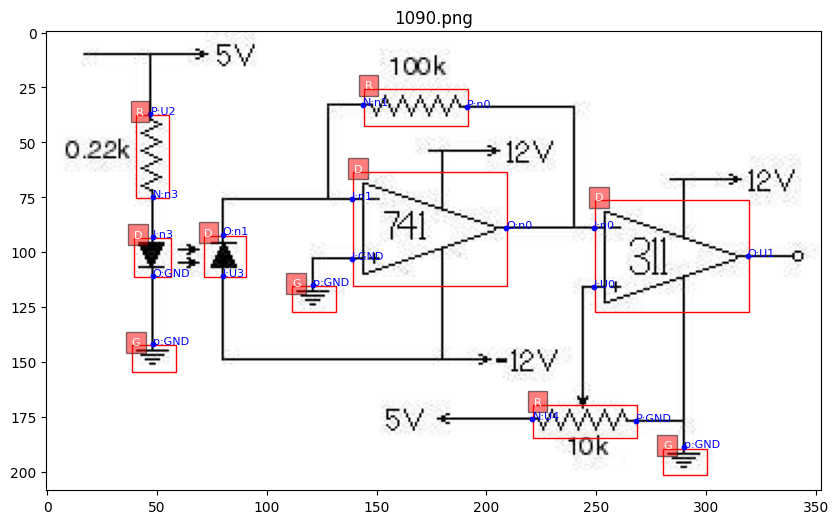 1090.png
5V
100k
R
N:n1
P:n0
R
P:U2
0.22k
12V
D
12V
N:n3
i:n1
D
741
O:n0
i:n0
311
O:U1
D
i:n3
D
O:n1
O:GND
i:U3
i:GND
G
p:GND
i:U0
G
p:GND
-12V
5V
R
N:U4
P:GND
10k
G
p:GND
0
25
50
75
100
125
150
175
200
0 50 100 150 200 250 300 350